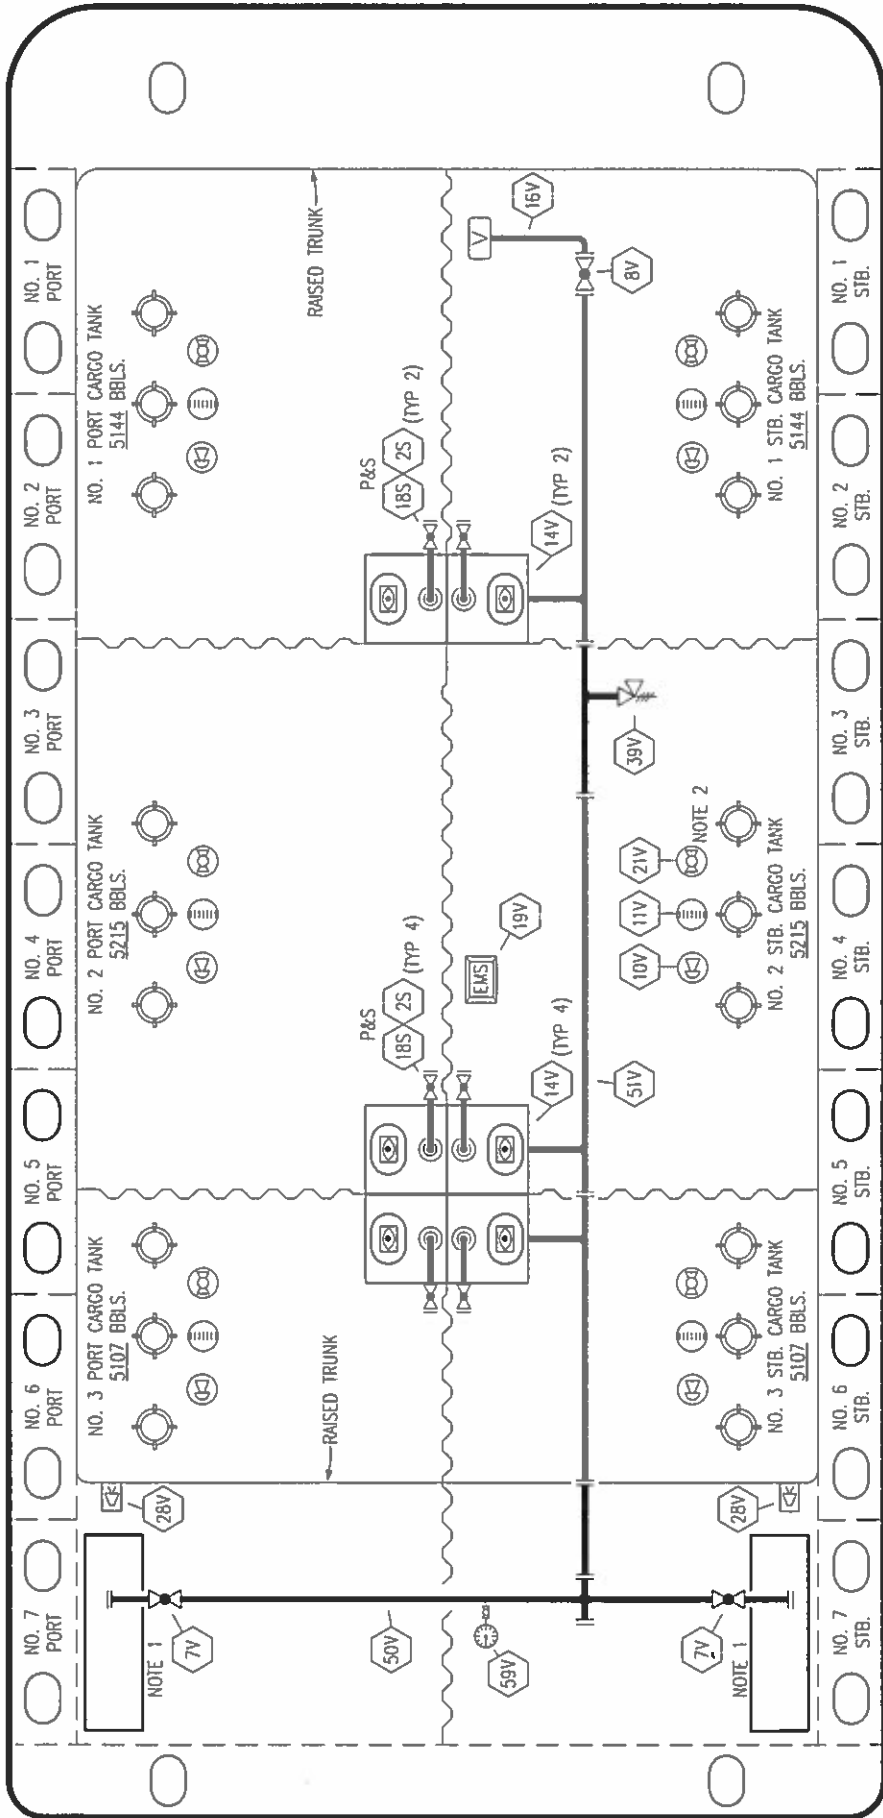 NO. 1
PORT
NO. 2
PORT
NO. 3
PORT
NO. 4
PORT
NO. 5
PORT
NO. 6
PORT
NO. 7
PORT
NO. 1 PORT CARGO TANK
5144 BBLS.
NO. 2 PORT CARGO TANK
5215 BBLS.
NO. 3 PORT CARGO TANK
5107 BBLS.
RAISED TRUNK
RAISED TRUNK
P&S
18S 2S (TYP 2)
P&S
18S 2S (TYP 4)
V
16V
8V
14V (TYP 2)
39V
EMS
19V
14V (TYP 4)
51V
10V
11V
21V
NOTE 2
28V
28V
NOTE 1
7V
50V
59V
7V
NOTE 1
NO. 1 STB. CARGO TANK
5144 BBLS.
NO. 2 STB. CARGO TANK
5215 BBLS.
NO. 3 STB. CARGO TANK
5107 BBLS.
NO. 1
STB.
NO. 2
STB.
NO. 3
STB.
NO. 4
STB.
NO. 5
STB.
NO. 6
STB.
NO. 7
STB.